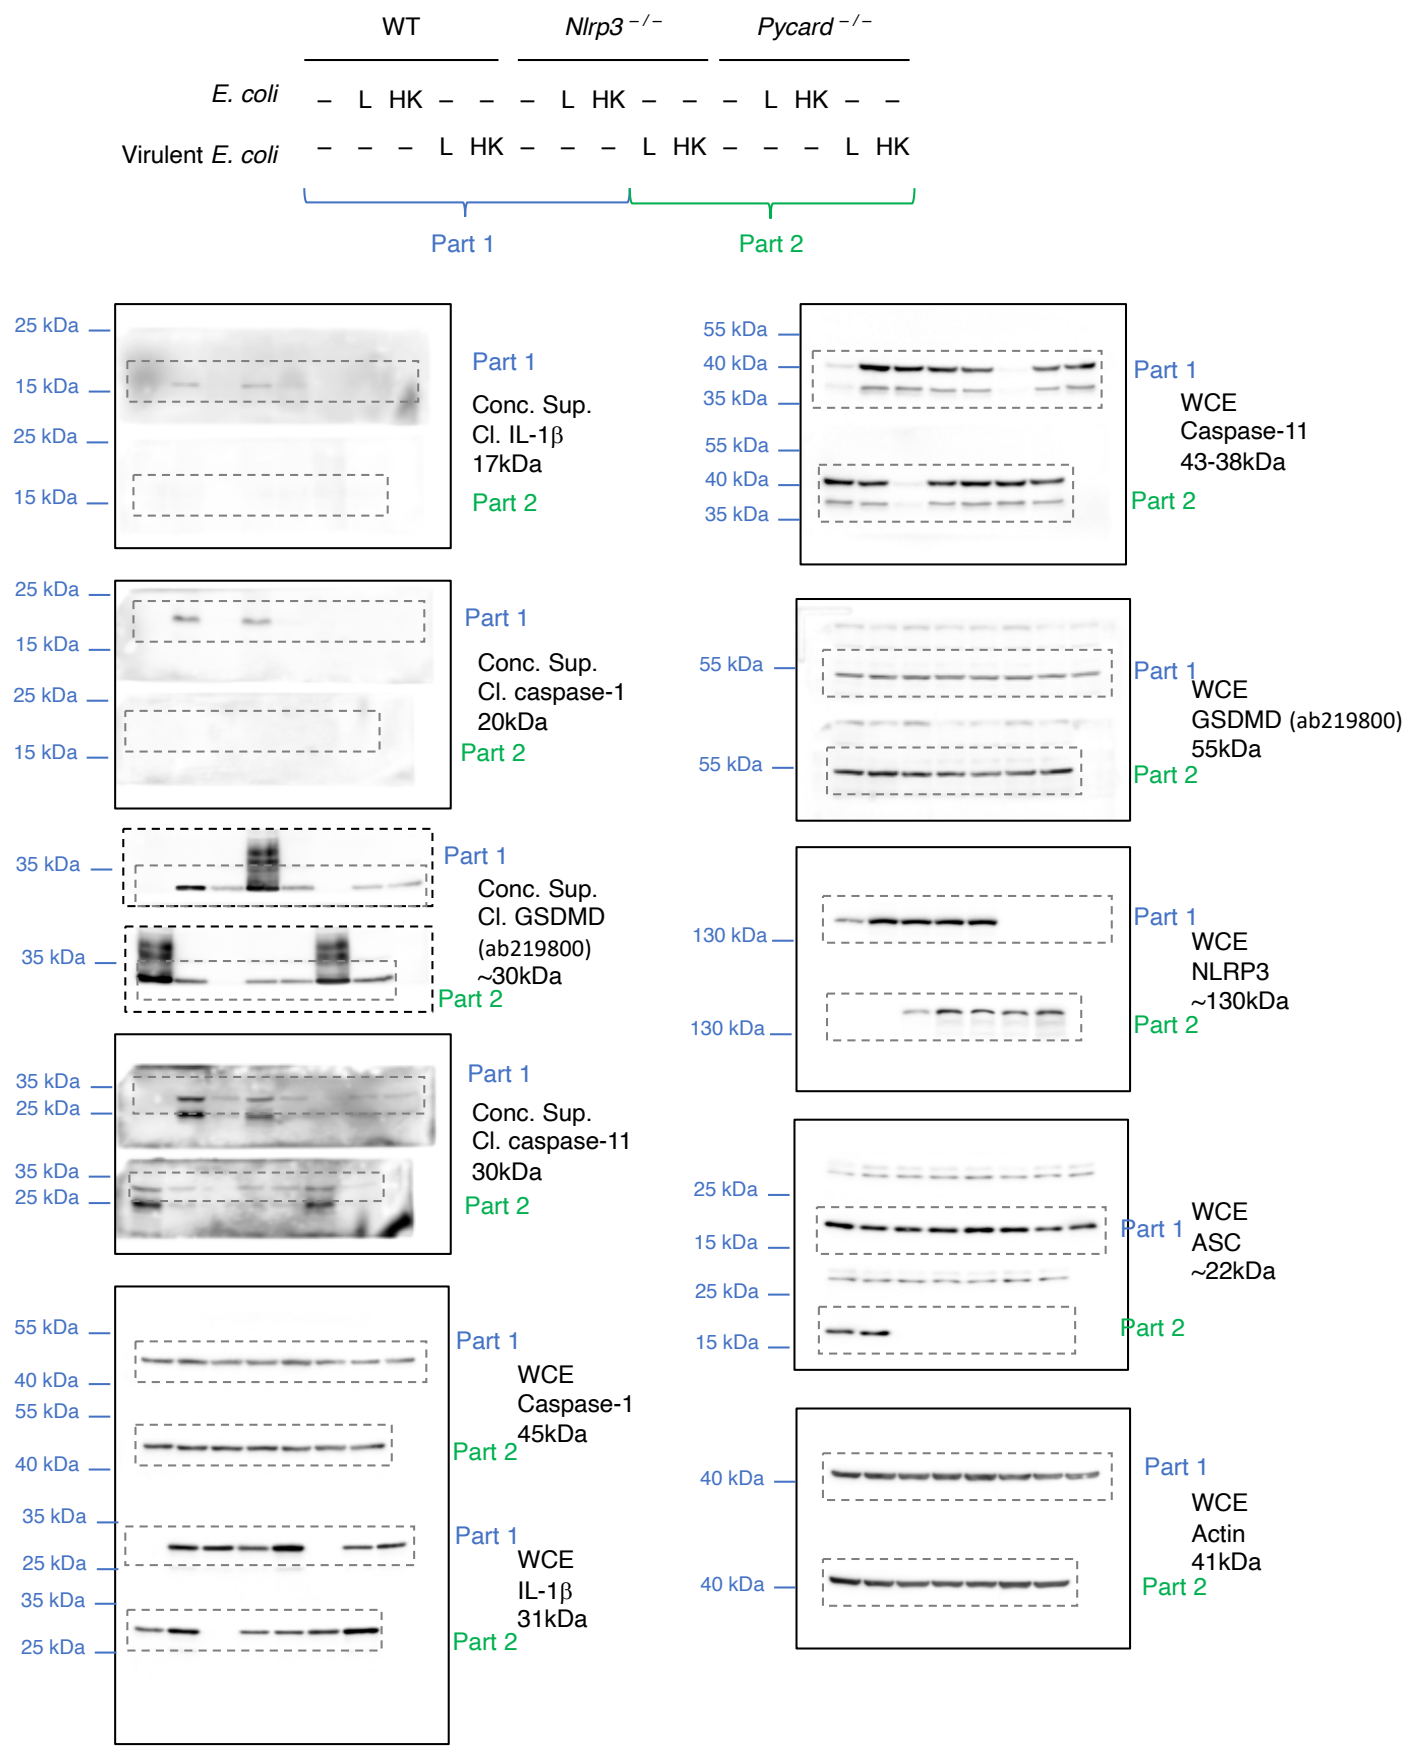 WT Nlrp3 −/− Pycard −/−
E. coli – L HK – – – L HK – – – L HK – –
Virulent E. coli – – – L HK – – – L HK – – – L HK
Part 1 Part 2
25 kDa
15 kDa
25 kDa
15 kDa
Part 1
Conc. Sup.
Cl. IL-1β
17kDa
Part 2
25 kDa
15 kDa
25 kDa
15 kDa
Part 1
Conc. Sup.
Cl. caspase-1
20kDa
Part 2
35 kDa
35 kDa
Part 1
Conc. Sup.
Cl. GSDMD
(ab219800)
~30kDa
Part 2
35 kDa
25 kDa
35 kDa
25 kDa
Part 1
Conc. Sup.
Cl. caspase-11
30kDa
Part 2
55 kDa
40 kDa
55 kDa
40 kDa
Part 1
WCE
Caspase-1
45kDa
Part 2
35 kDa
25 kDa
35 kDa
25 kDa
Part 1
WCE
IL-1β
31kDa
Part 2
55 kDa
40 kDa
35 kDa
55 kDa
40 kDa
35 kDa
Part 1
WCE
Caspase-11
43-38kDa
Part 2
55 kDa
55 kDa
Part 1
WCE
GSDMD (ab219800)
55kDa
Part 2
130 kDa
130 kDa
Part 1
WCE
NLRP3
~130kDa
Part 2
25 kDa
15 kDa
25 kDa
15 kDa
Part 1
WCE
ASC
~22kDa
Part 2
40 kDa
40 kDa
Part 1
WCE
Actin
41kDa
Part 2